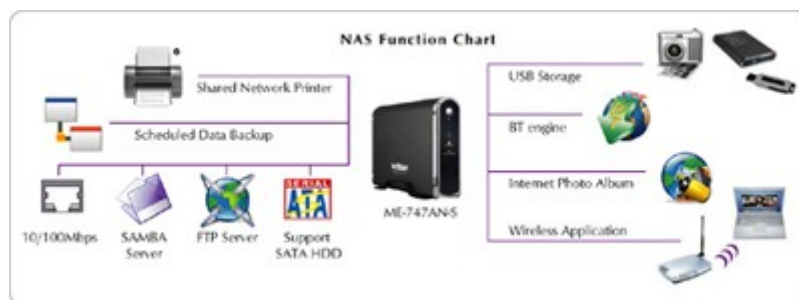 NAS Function Chart
Shared Network Printer
Scheduled Data Backup
10/100Mbps
SAMBA
Server
FTP Server
SERIAL
ATA
Support
SATA HDD
ME-747AN-S
USB Storage
BT engine
Internet Photo Album
Wireless Application